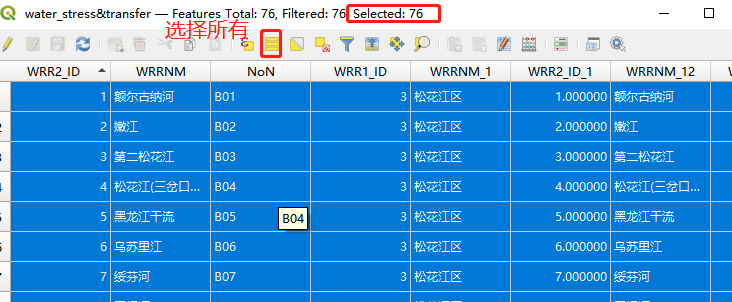 water_stress&transfer — Features Total: 76, Filtered: 76, Selected: 76
选择所有
WRR2_ID WRRNM NoN WRR1_ID WRRNM_1 WRR2_ID_1 WRRNM_12
1 额尔古纳河 B01 3 松花江区 1.000000 额尔古纳河
2 2 嫩江 B02 3 松花江区 2.000000 嫩江
3 3 第二松花江 B03 3 松花江区 3.000000 第二松花江
4 4 松花江(三岔口... B04 3 松花江区 4.000000 松花江(三岔口...
5 5 黑龙江干流 B05 3 松花江区 5.000000 黑龙江干流
B04
6 6 乌苏里江 B06 3 松花江区 6.000000 乌苏里江
7 7 绥芬河 B07 3 松花江区 7.000000 绥芬河